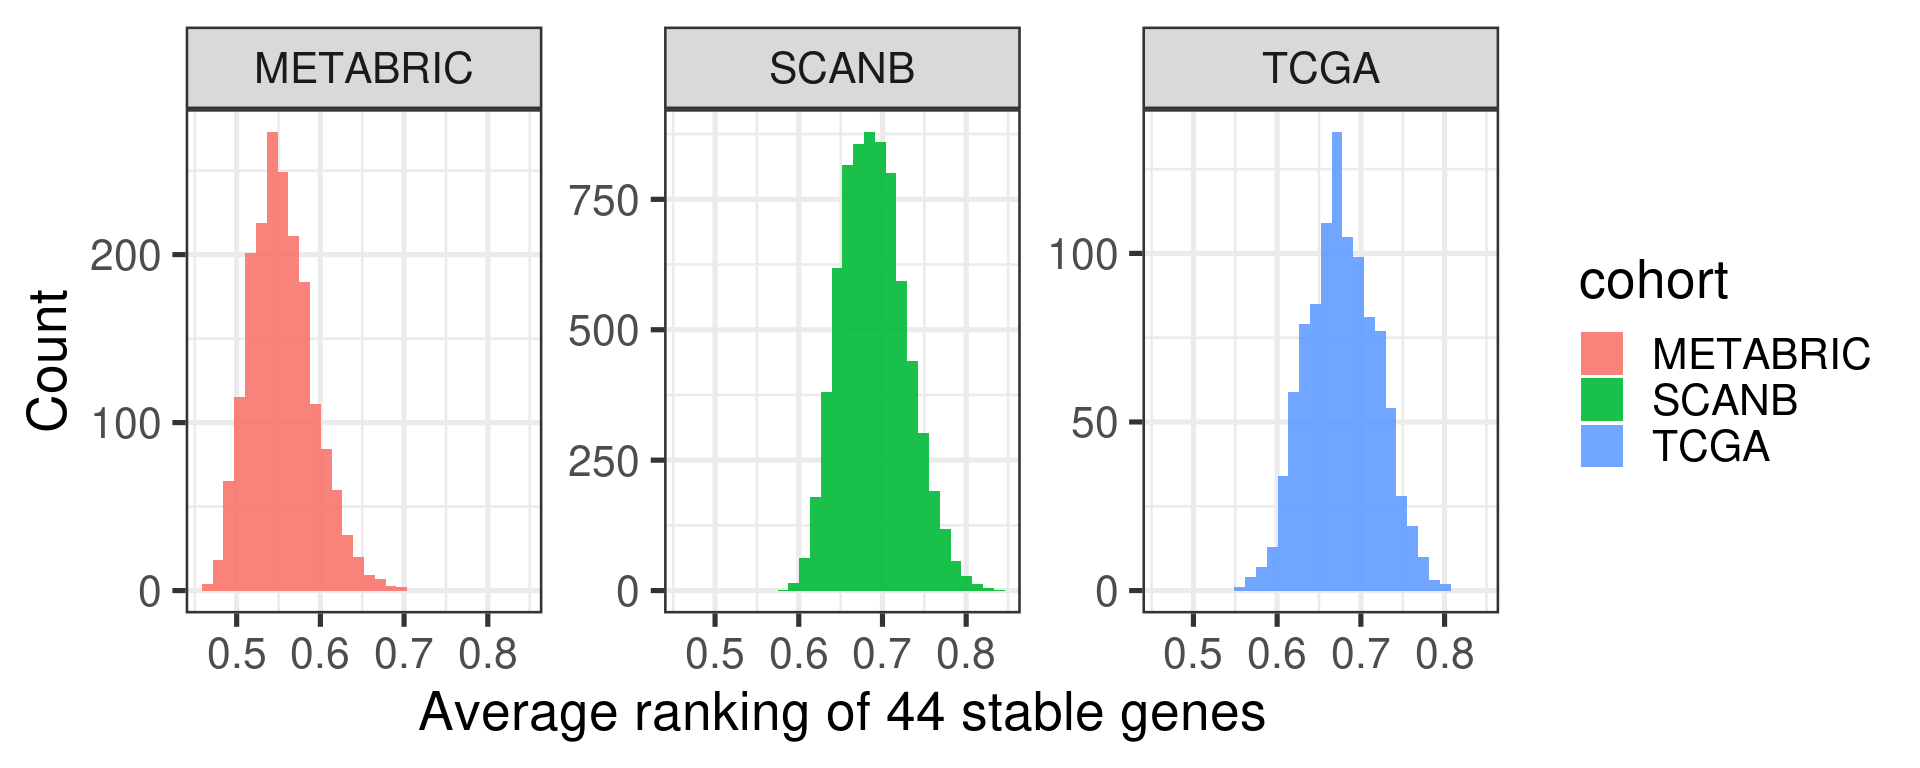 METABRIC SCANB TCGA
Count
0 100 200
0 250 500 750
0 50 100
0.5 0.6 0.7 0.8
0.5 0.6 0.7 0.8
0.5 0.6 0.7 0.8
Average ranking of 44 stable genes
cohort
METABRIC
SCANB
TCGA